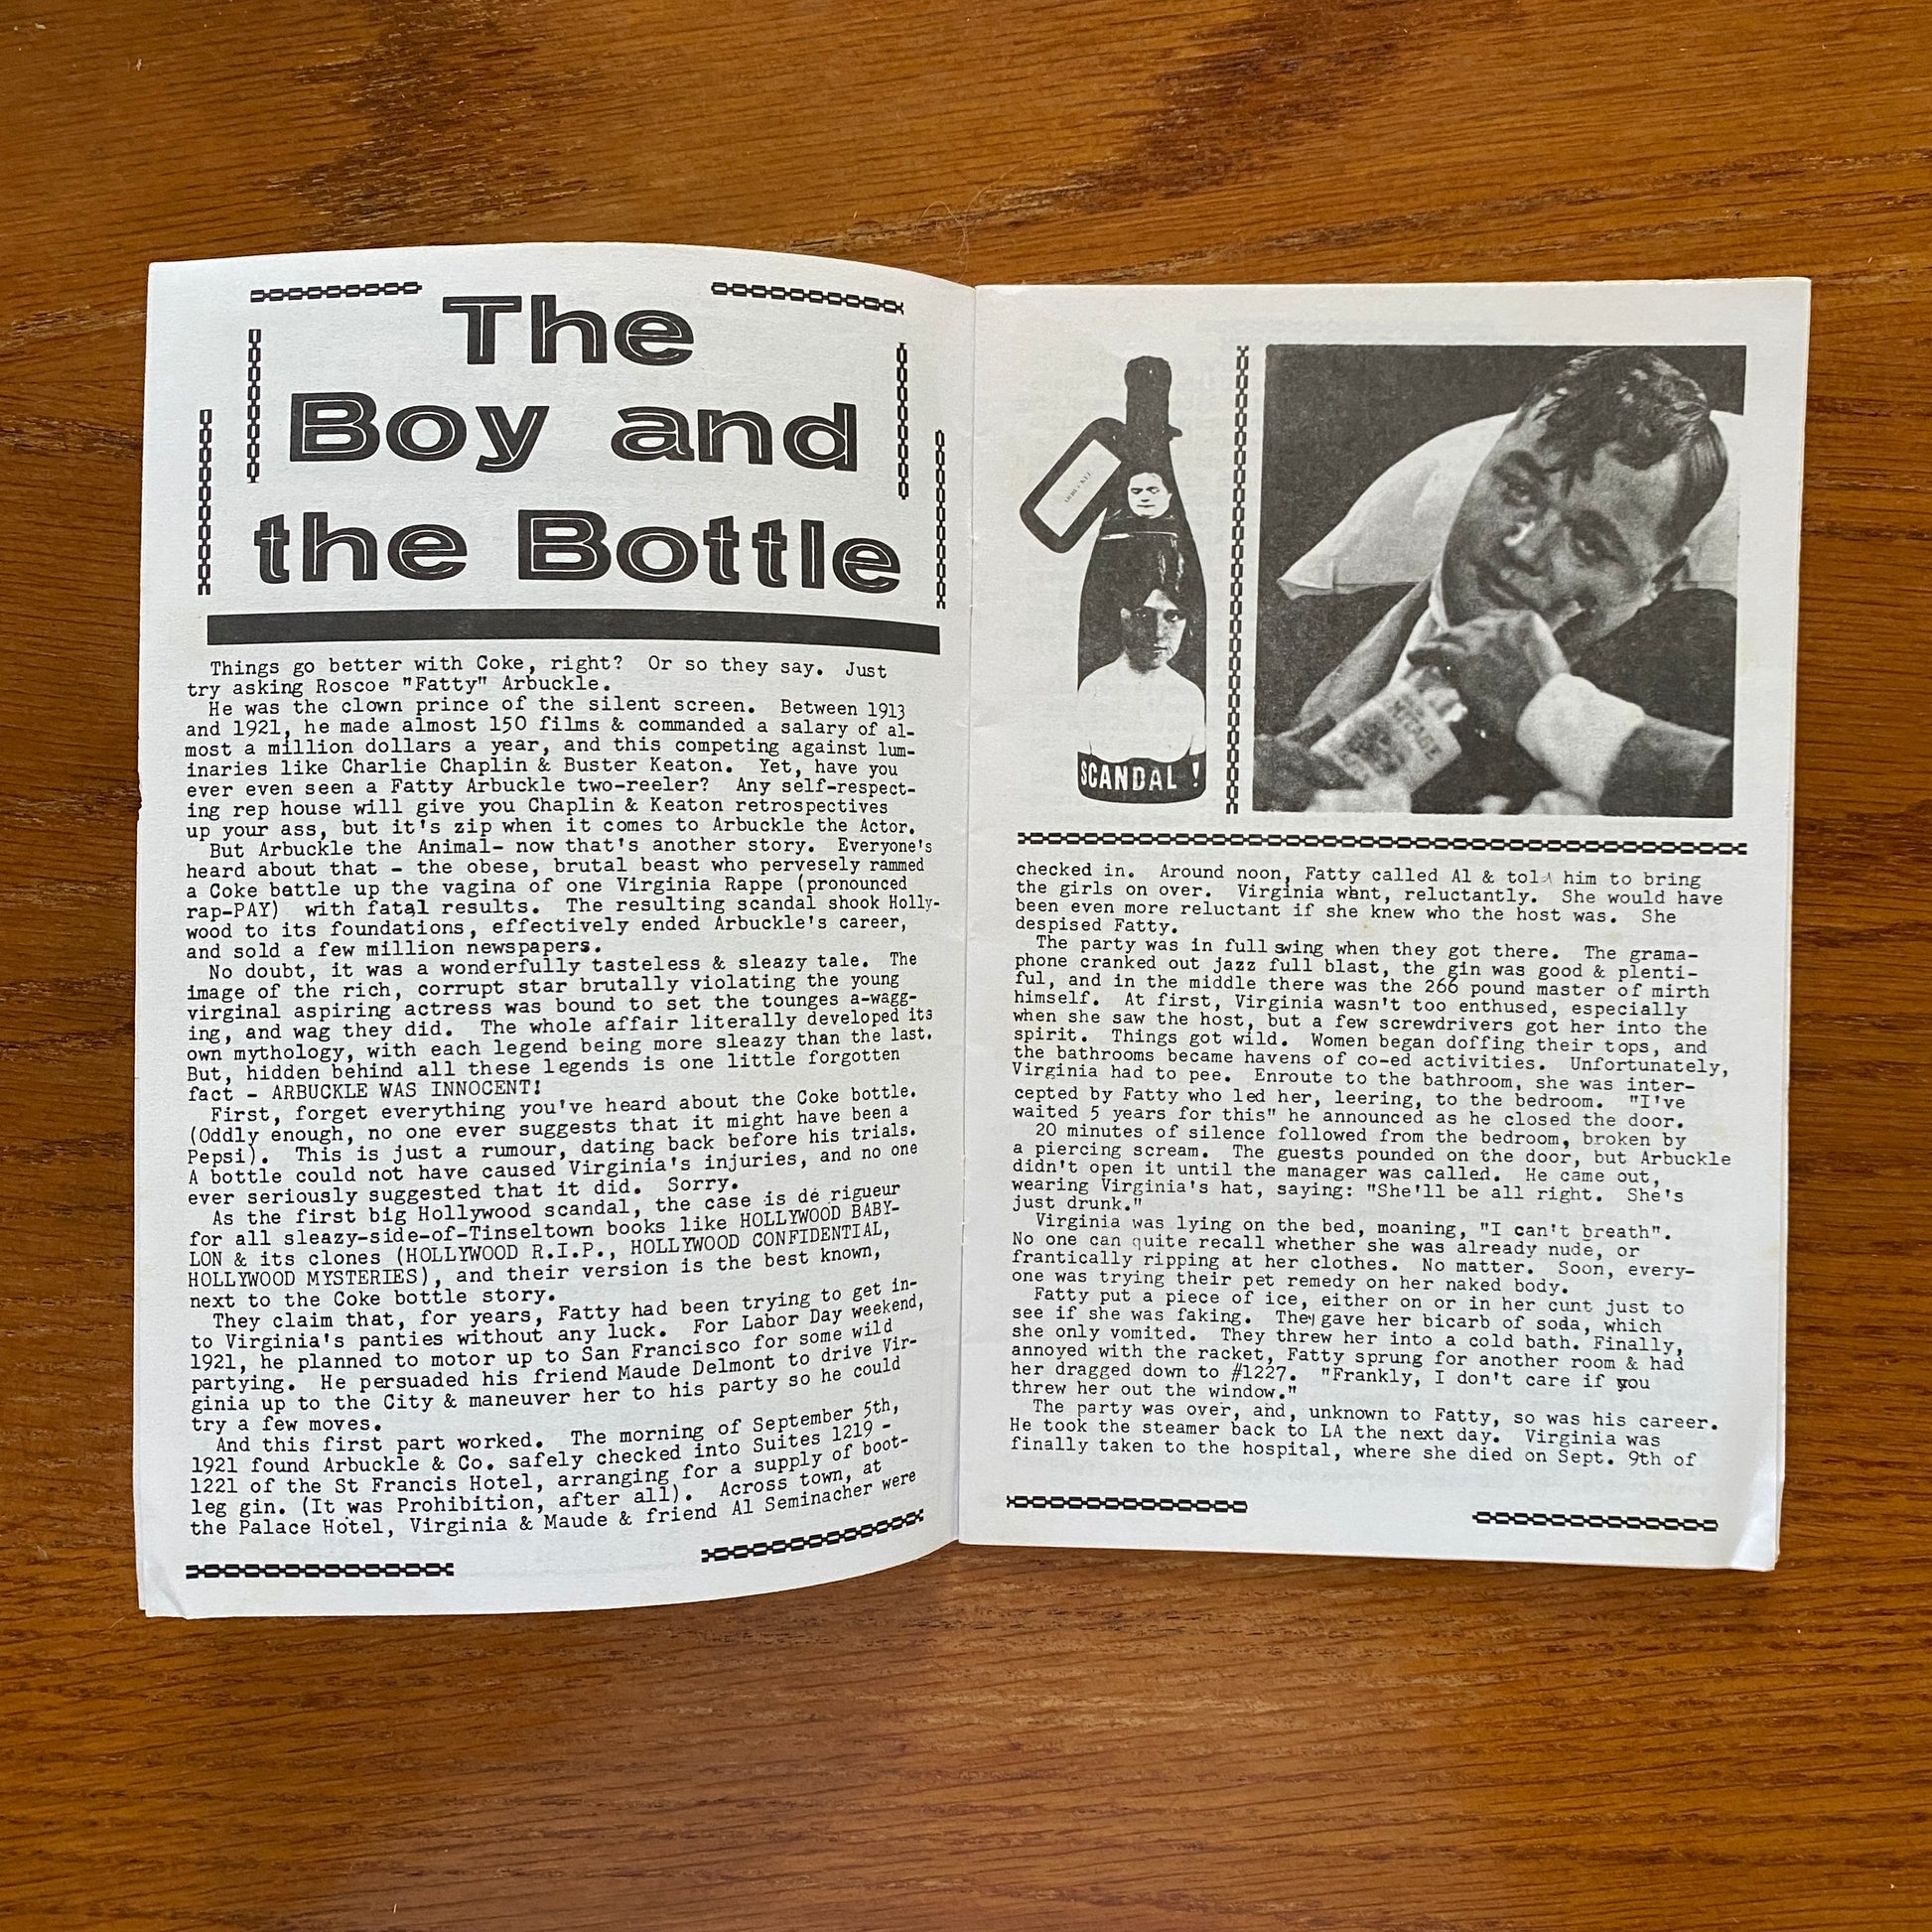 The
Boy and
the Bottle
Things go better with Coke, right? Or so they say. Just
try asking Roscoe "Fatty" Arbuckle.
He was the clown prince of the silent screen. Between 1913
and 1921, he made almost 150 films & commanded a salary of al-
most a million dollars a year, and this competing against lum-
inaries like Charlie Chaplin & Buster Keaton. Yet, have you
ever even seen a Fatty Arbuckle two-reeler? Any self-respect-
ing rep house will give you Chaplin & Keaton retrospectives
up your ass, but it's zip when it comes to Arbuckle the Actor.
But Arbuckle the Animal- now that's another story. Everyone's
heard about that - the obese, brutal beast who pervesely rammed
a Coke battle up the vagina of one Virginia Rappe (pronounced
rap-PAY) with fatal results. The resulting scandal shook Holly-
wood to its foundations, effectively ended Arbuckle's career,
and sold a few million newspapers.
No doubt, it was a wonderfully tasteless & sleazy tale. The
image of the rich, corrupt star brutally violating the young
virginal aspiring actress was bound to set the tounges a-wagg-
ing, and wag they did. The whole affair literally developed its
own mythology, with each legend being more sleazy than the last.
But, hidden behind all these legends is one little forgotten
fact - ARBUCKLE WAS INNOCENT!
First, forget everything you've heard about the Coke bottle.
(Oddly enough, no one ever suggests that it might have been a
Pepsi). This is just a rumour, dating back before his trials.
A bottle could not have caused Virginia's injuries, and no one
ever seriously suggested that it did. Sorry.
As the first big Hollywood scandal, the case is de rigueur
for all sleazy-side-of-Tinseltown books like HOLLYWOOD BABY-
LON & its clones (HOLLYWOOD R.I.P., HOLLYWOOD CONFIDENTIAL,
HOLLYWOOD MYSTERIES), and their version is the best known,
next to the Coke bottle story.
They claim that, for years, Fatty had been trying to get in-
to Virginia's panties without any luck. For Labor Day weekend,
1921, he planned to motor up to San Francisco for some wild
partying. He persuaded his friend Maude Delmont to drive Vir-
ginia up to the City & maneuver her to his party so he could
try a few moves.
And this first part worked. The morning of September 5th,
1921 found Arbuckle & Co. safely checked into Suites 1219 -
1221 of the St Francis Hotel, arranging for a supply of boot-
leg gin. (It was Prohibition, after all). Across town, at
the Palace Hotel, Virginia & Maude & friend Al Seminacher were
SCANDAL !
checked in. Around noon, Fatty called Al & told him to bring
the girls on over. Virginia want, reluctantly. She would have
been even more reluctant if she knew who the host was. She
despised Fatty.
The party was in full swing when they got there. The grama-
phone cranked out jazz full blast, the gin was good & plenti-
ful, and in the middle there was the 266 pound master of mirth
himself. At first, Virginia wasn't too enthused, especially
when she saw the host, but a few screwdrivers got her into the
spirit. Things got wild. Women began doffing their tops, and
the bathrooms became havens of co-ed activities. Unfortunately,
Virginia had to pee. Enroute to the bathroom, she was inter-
cepted by Fatty who led her, leering, to the bedroom. "I've
waited 5 years for this" he announced as he closed the door.
20 minutes of silence followed from the bedroom, broken by
a piercing scream. The guests pounded on the door, but Arbuckle
didn't open it until the manager was called. He came out,
wearing Virginia's hat, saying: "She'll be all right. She's
just drunk."
Virginia was lying on the bed, moaning, "I can't breath".
No one can quite recall whether she was already nude, or
frantically ripping at her clothes. No matter. Soon, every-
one was trying their pet remedy on her naked body.
Fatty put a piece of ice, either on or in her cunt just to
see if she was faking. They gave her bicarb of soda, which
she only vomited. They threw her into a cold bath. Finally,
annoyed with the racket, Fatty sprung for another room & had
her dragged down to #1227. "Frankly, I don't care if you
threw her out the window."
The party was over, and, unknown to Fatty, so was his career.
He took the steamer back to LA the next day. Virginia was
finally taken to the hospital, where she died on Sept. 9th of